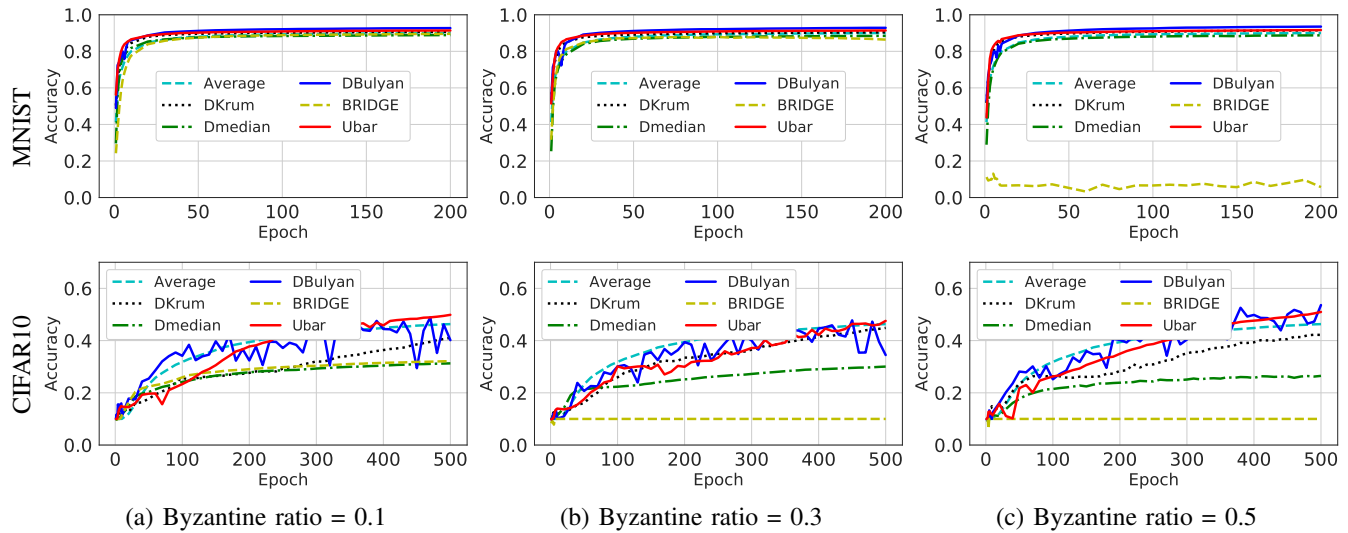 MNIST
Accuracy
1.0
0.8
0.6
0.4
0.2
0.0
Average DBulyan
DKrum BRIDGE
Dmedian Ubar
0 50 100 150 200
Epoch
Accuracy
1.0
0.8
0.6
0.4
0.2
0.0
Average DBulyan
DKrum BRIDGE
Dmedian Ubar
0 50 100 150 200
Epoch
Accuracy
1.0
0.8
0.6
0.4
0.2
0.0
Average DBulyan
DKrum BRIDGE
Dmedian Ubar
0 50 100 150 200
Epoch
CIFAR10
Accuracy
0.6
0.4
0.2
0.0
Average DBulyan
DKrum BRIDGE
Dmedian Ubar
0 100 200 300 400 500
Epoch
Accuracy
0.6
0.4
0.2
0.0
Average DBulyan
DKrum BRIDGE
Dmedian Ubar
0 100 200 300 400 500
Epoch
Accuracy
0.6
0.4
0.2
0.0
Average DBulyan
DKrum BRIDGE
Dmedian Ubar
0 100 200 300 400 500
Epoch
(a) Byzantine ratio = 0.1
(b) Byzantine ratio = 0.3
(c) Byzantine ratio = 0.5